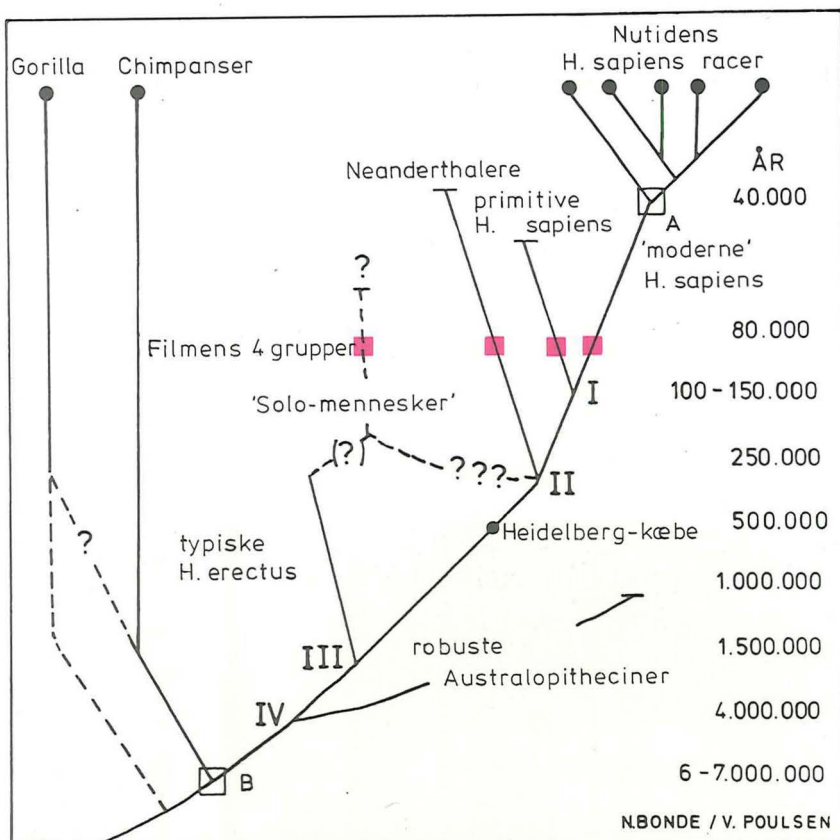 Nutidens
H. sapiens racer
Gorilla
Chimpanser
ÅR
Neanderthalere
40.000
primitive
H. sapiens
A
'moderne'
H. sapiens
?
80.000
Filmens 4 grupper
I
100-150.000
'Solo-mennesker'
(?)
???
250.000
II
500.000
Heidelberg-kæbe
?
typiske
H. erectus
1.000.000
III
robuste
1.500.000
Australopitheciner
IV
4.000.000
B
6-7.000.000
N.BONDE / V. POULSEN